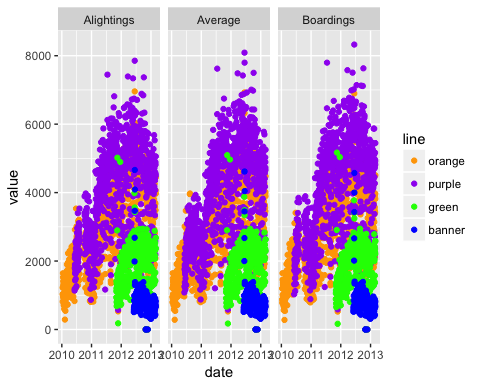 Alightings Average Boardings
8000
6000
4000
2000
0
value
2010 2011 2012 2013 2010 2011 2012 2013 2010 2011 2012 2013
date
line
orange
purple
green
banner